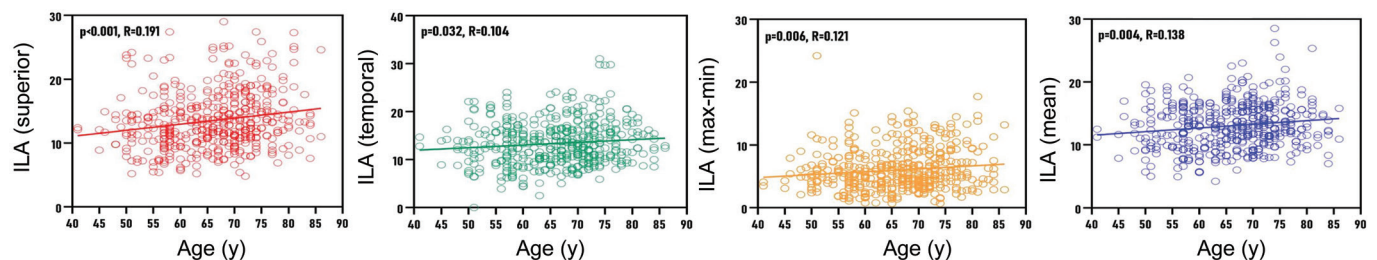 p<0.001, R=0.191
ILA (superior)
30
20
10
0
40 45 50 55 60 65 70 75 80 85 90
Age (y)
p=0.032, R=0.104
ILA (temporal)
40
30
20
10
0
40 45 50 55 60 65 70 75 80 85 90
Age (y)
p=0.006, R=0.121
ILA (max-min)
30
20
10
0
40 45 50 55 60 65 70 75 80 85 90
Age (y)
p=0.004, R=0.138
ILA (mean)
30
20
10
0
40 45 50 55 60 65 70 75 80 85 90
Age (y)